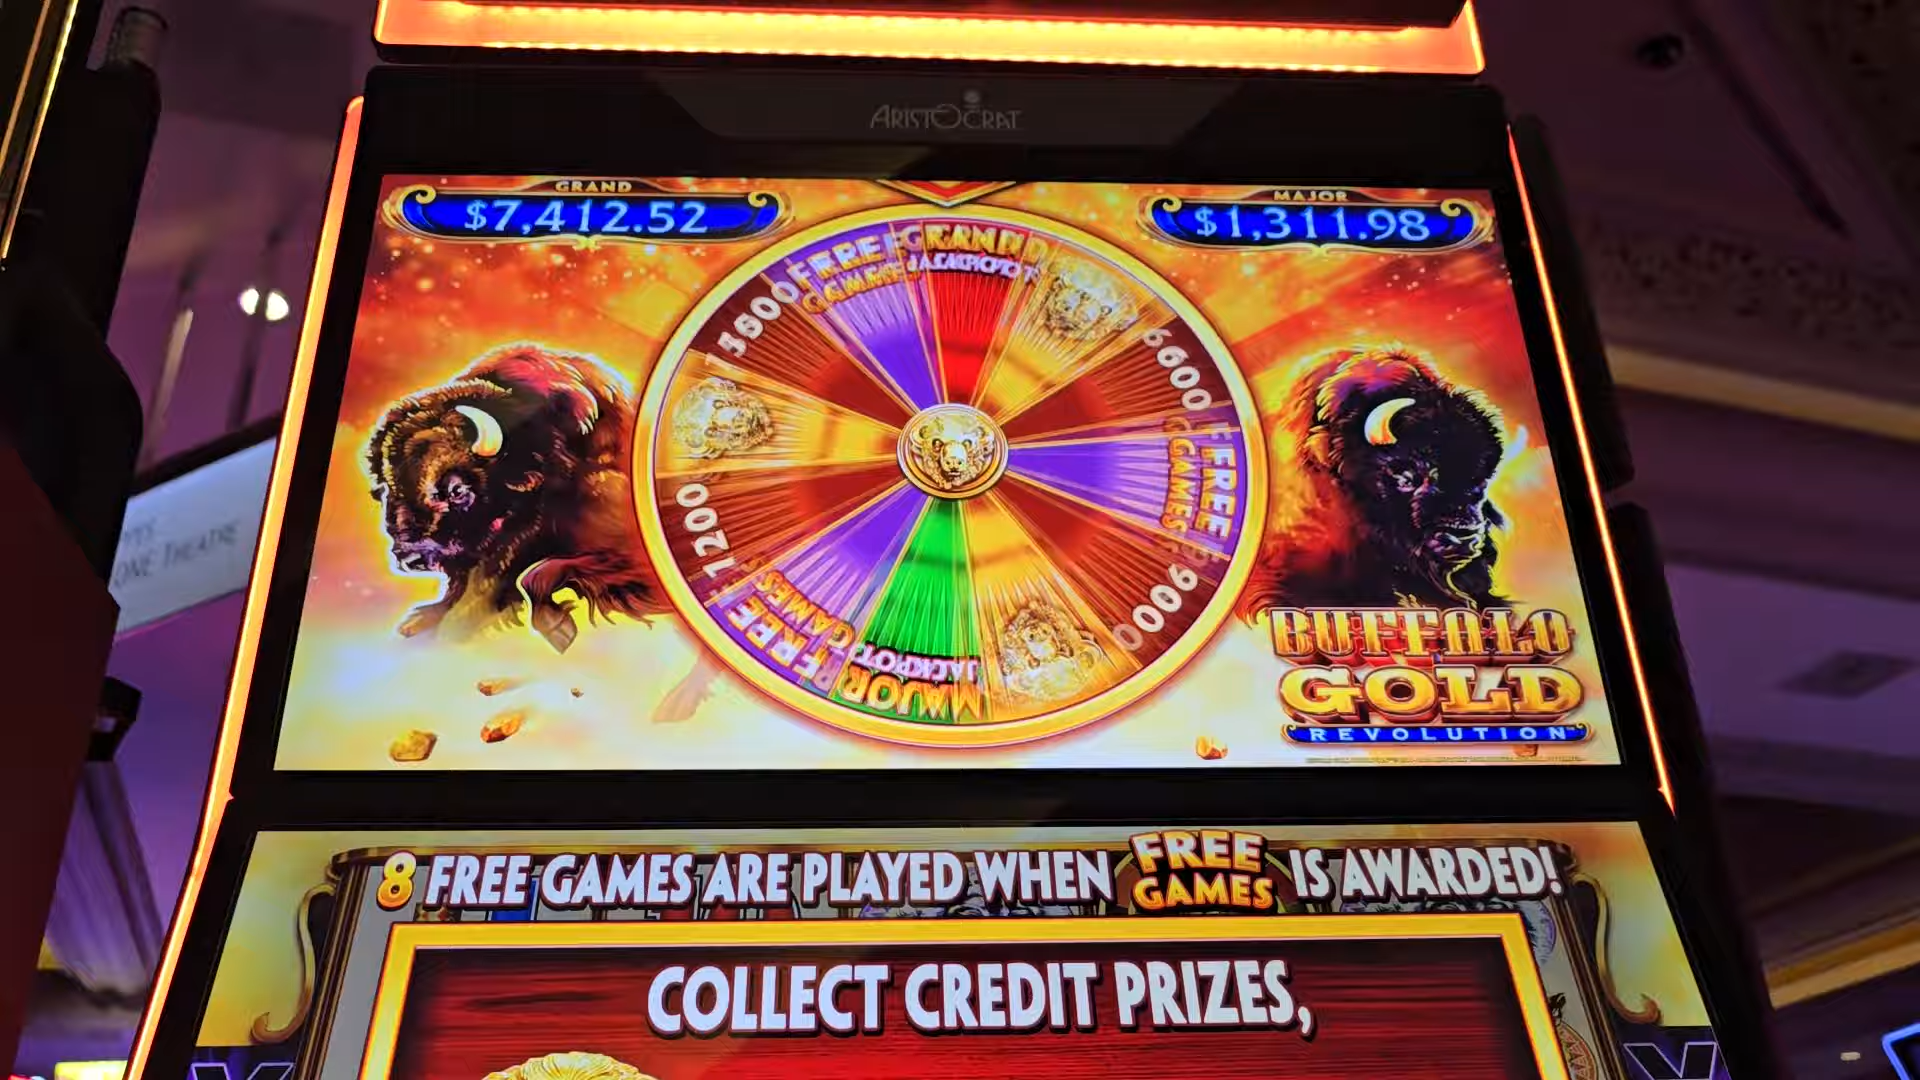 ARISTOCRAT
GRAND
$7,412.52
MAJOR
$1,311.98
FREE
GAMES
GRAND
JACKPOT
6600
FREE
GAMES
9000
MAJOR
JACKPOT
FREE
GAMES
1200
BUFFALO
GOLD
REVOLUTION
THEATRE
8 FREE GAMES ARE PLAYED WHEN FREE GAMES IS AWARDED!
COLLECT CREDIT PRIZES,